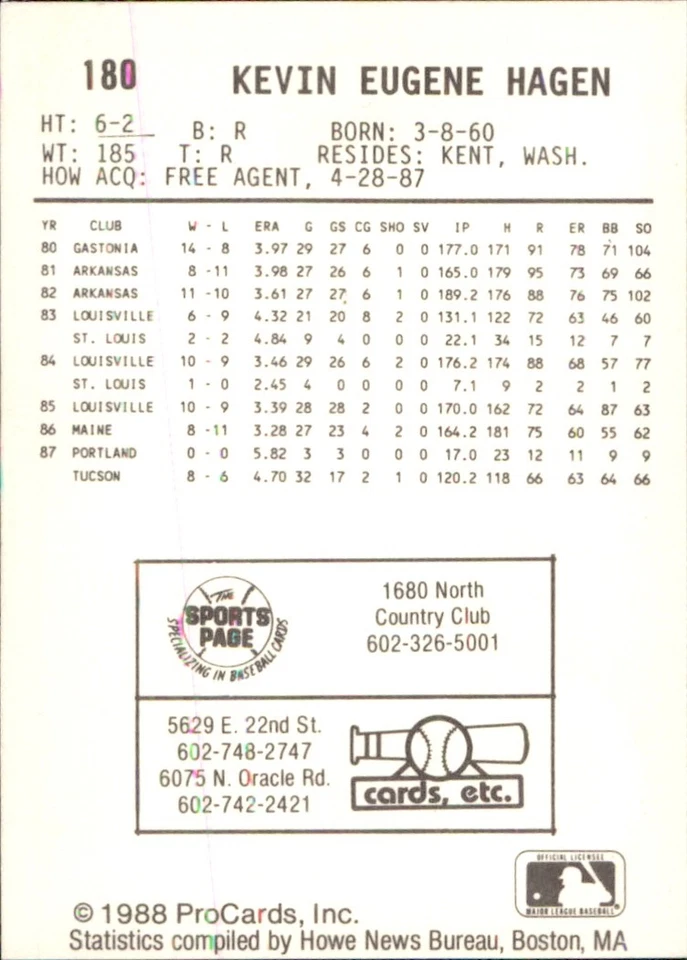 180 KEVIN EUGENE HAGEN
HT: 6-2 B: R BORN: 3-8-60
WT: 185 T: R RESIDES: KENT, WASH.
HOW ACQ: FREE AGENT, 4-28-87
YR CLUB W - L ERA G GS CG SHO SV IP H R ER BB SO
80 GASTONIA 14 - 8 3.97 29 27 6 0 0 177.0 171 91 78 71 104
81 ARKANSAS 8 -11 3.98 27 26 6 1 0 165.0 179 95 73 69 66
82 ARKANSAS 11 -10 3.61 27 27 6 1 0 189.2 176 88 76 75 102
83 LOUISVILLE 6 - 9 4.32 21 20 8 2 0 131.1 122 72 63 46 60
ST. LOUIS 2 - 2 4.84 9 4 0 0 0 22.1 34 15 12 7 7
84 LOUISVILLE 10 - 9 3.46 29 26 6 2 0 176.2 174 88 68 57 77
ST. LOUIS 1 - 0 2.45 4 0 0 0 0 7.1 9 2 2 1 2
85 LOUISVILLE 10 - 9 3.39 28 28 2 0 0 170.0 162 72 64 87 63
86 MAINE 8 -11 3.28 27 23 4 2 0 164.2 181 75 60 55 62
87 PORTLAND 0 - 0 5.82 3 3 0 0 0 17.0 23 12 11 9 9
TUCSON 8 - 6 4.70 32 17 2 1 0 120.2 118 66 63 64 66
THE
SPORTS
PAGE
SPECIALIZING IN BASEBALL CARDS
1680 North
Country Club
602-326-5001
5629 E. 22nd St.
602-748-2747
6075 N. Oracle Rd.
602-742-2421
cards, etc.
OFFICIAL LICENSEE
MAJOR LEAGUE BASEBALL
© 1988 ProCards, Inc.
Statistics compiled by Howe News Bureau, Boston, MA